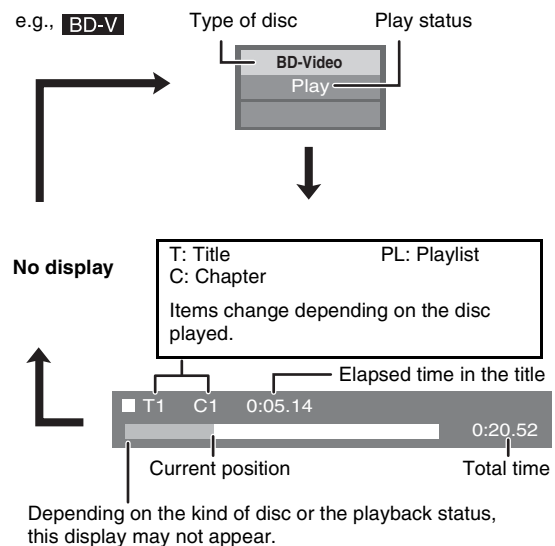 e.g., BD-V
Type of disc
Play status
BD-Video
Play
No display
T: Title PL: Playlist
C: Chapter
Items change depending on the disc
played.
Elapsed time in the title
T1 C1 0:05.14
0:20.52
Current position
Total time
Depending on the kind of disc or the playback status,
this display may not appear.